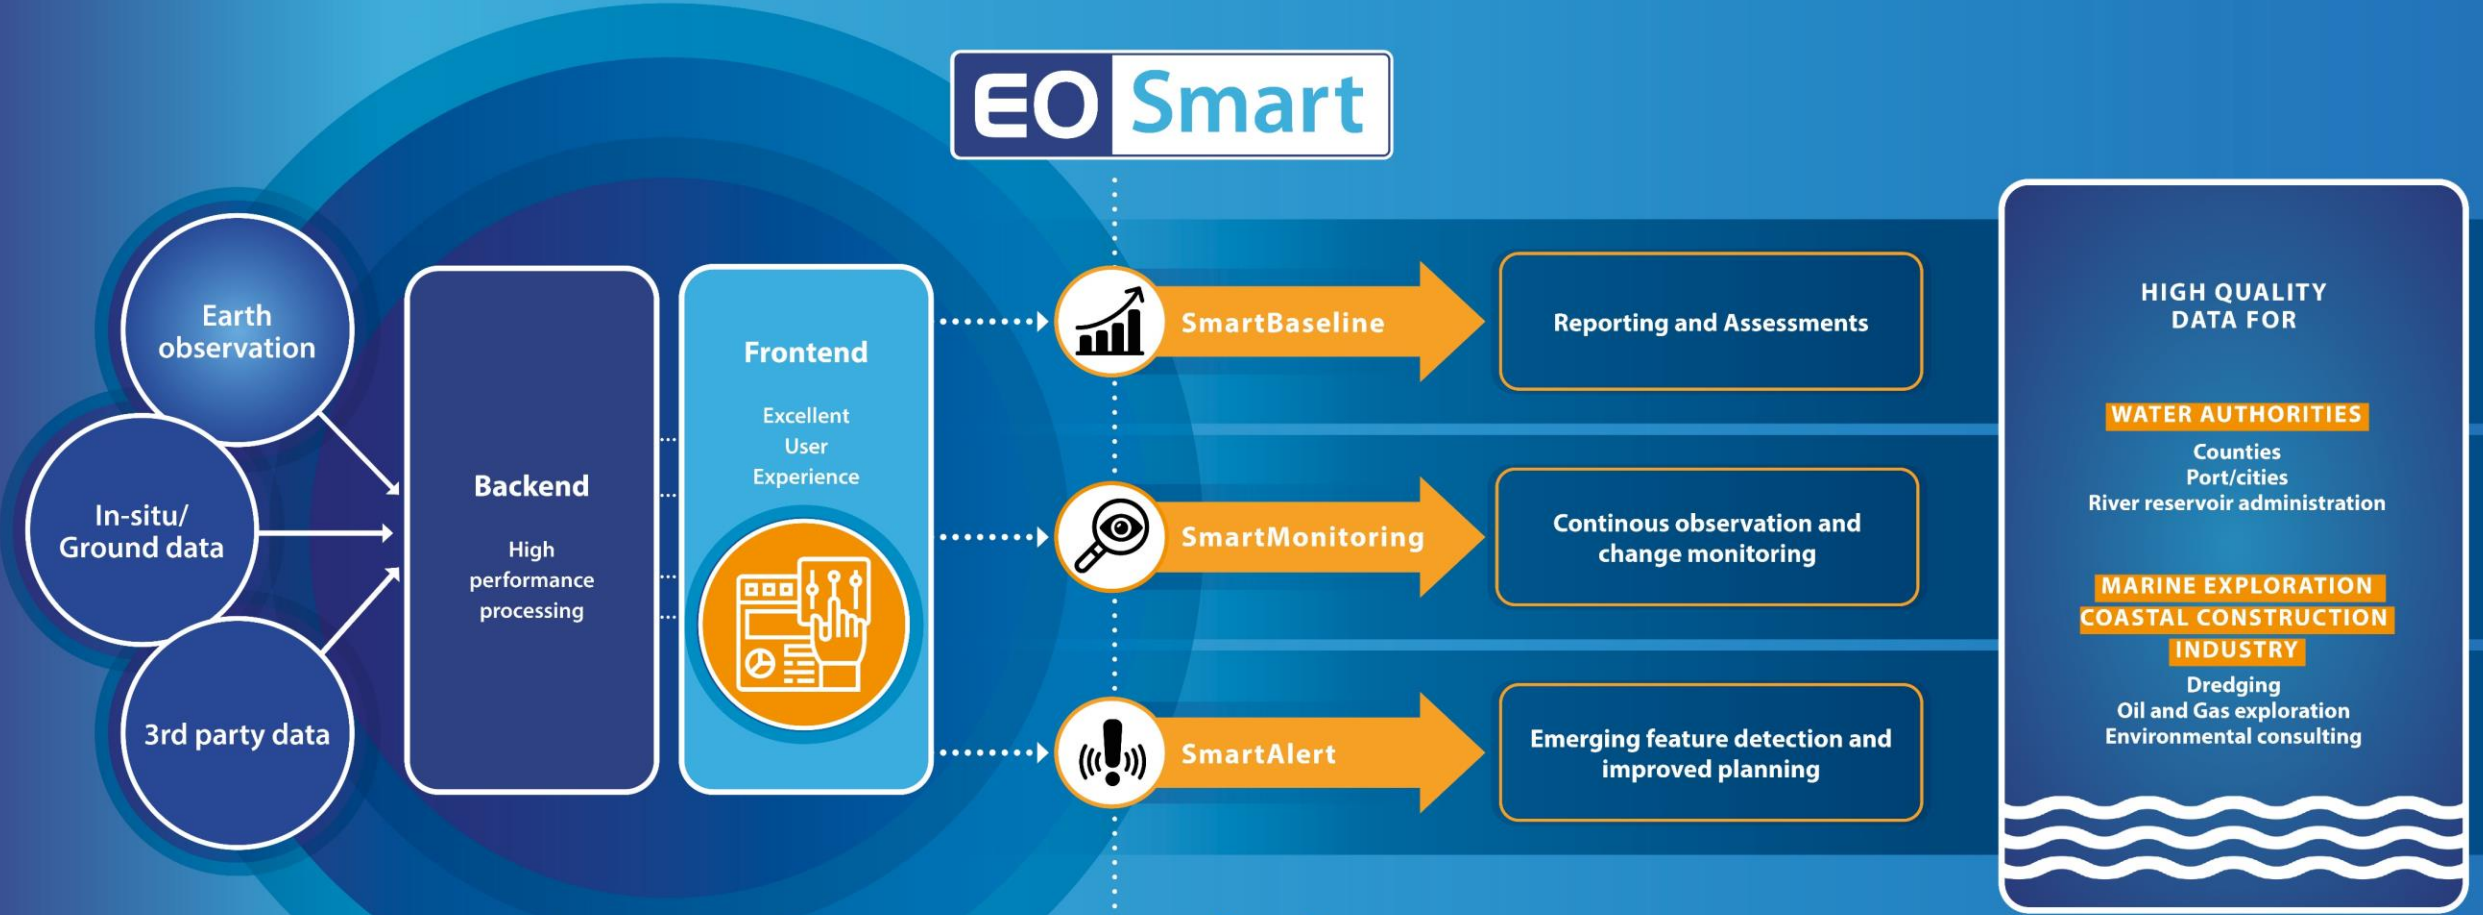 EO Smart
Earth
observation
In-situ/
Ground data
3rd party data
Backend
High
performance
processing
Frontend
Excellent
User
Experience
SmartBaseline
Reporting and Assessments
SmartMonitoring
Continous observation and
change monitoring
SmartAlert
Emerging feature detection and
improved planning
HIGH QUALITY
DATA FOR
WATER AUTHORITIES
Counties
Port/cities
River reservoir administration
MARINE EXPLORATION
COASTAL CONSTRUCTION
INDUSTRY
Dredging
Oil and Gas exploration
Environmental consulting